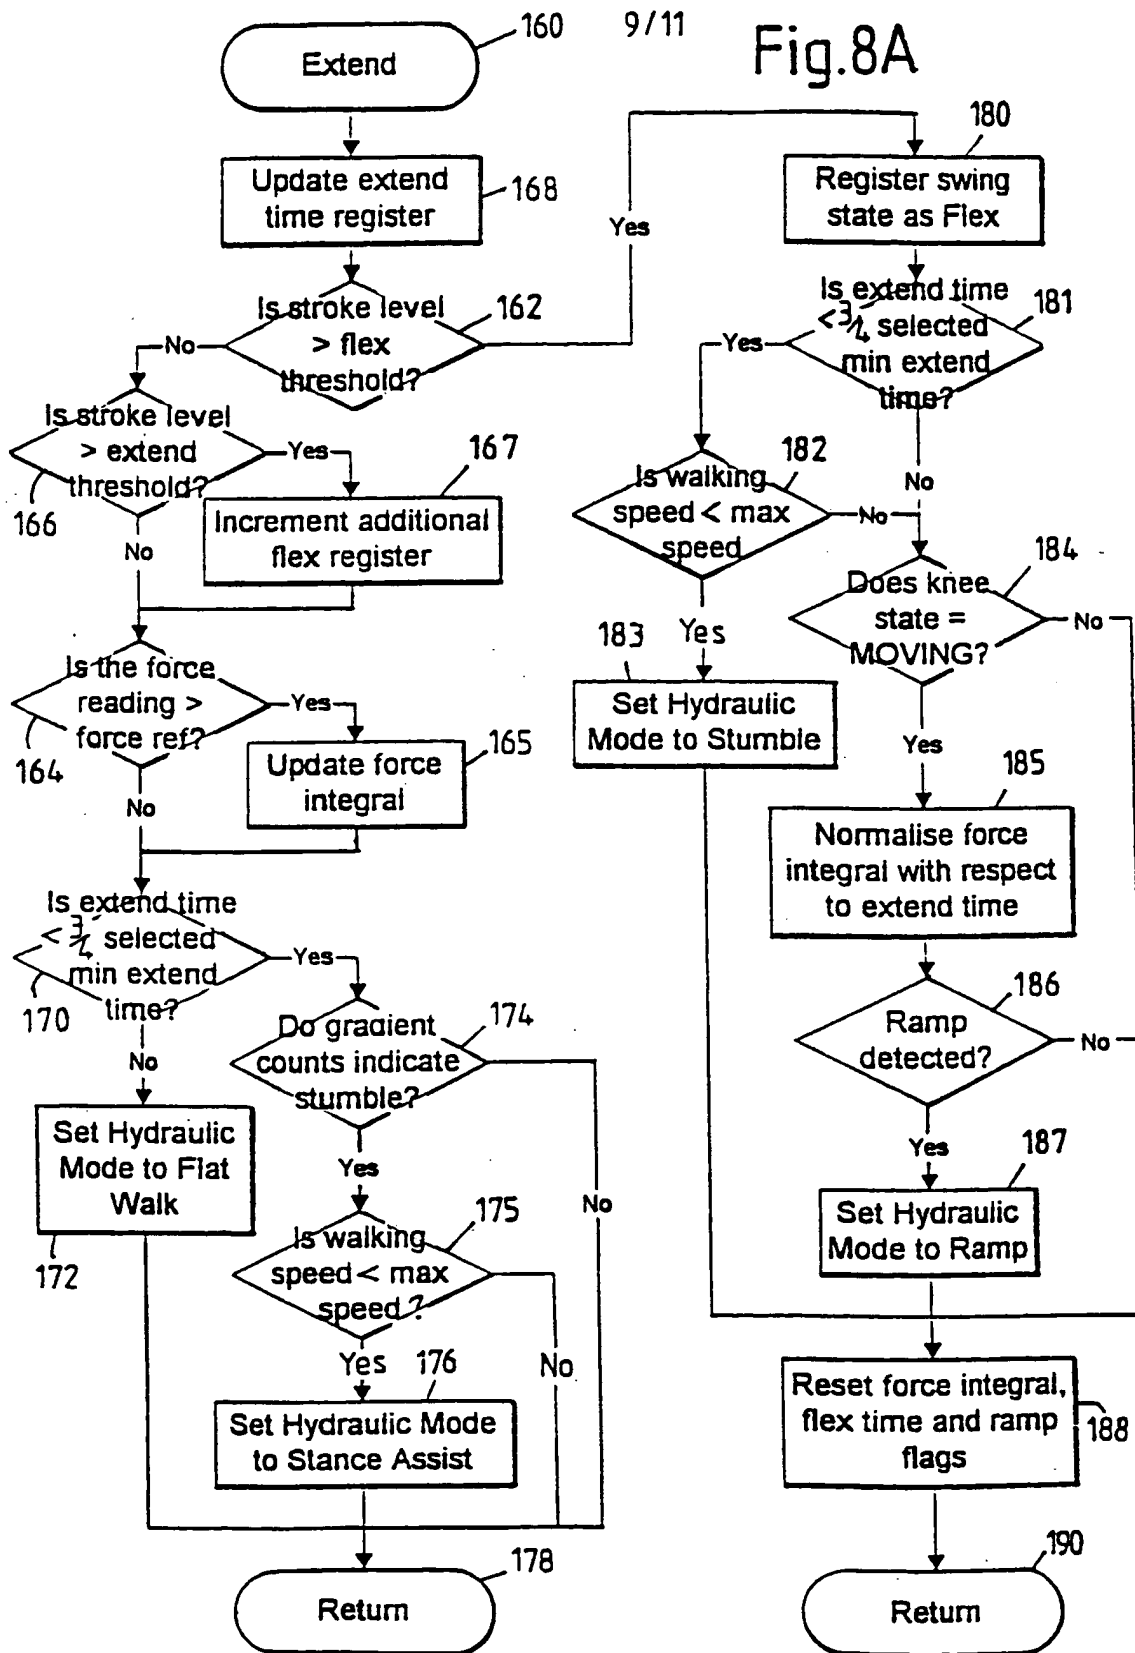 160
9/11
Fig.8A
Extend
Update extend
time register
168
Is stroke level
> flex
threshold?
162
No
Yes
Is stroke level
> extend
threshold?
166
Yes
167
Increment additional
flex register
No
Is the force
reading >
force ref?
164
Yes
165
Update force
integral
No
Is extend time
< 3/4 selected
min extend
time?
170
Yes
No
Do gradient
counts indicate
stumble?
174
Set Hydraulic
Mode to Flat
Walk
172
Yes
No
Is walking
speed < max
speed ?
175
Yes
No
176
Set Hydraulic Mode
to Stance Assist
Return
178
180
Register swing
state as Flex
Is extend time
< 3/4 selected
min extend
time?
181
Yes
No
Is walking
speed < max
speed
182
No
Yes
183
Set Hydraulic
Mode to Stumble
Does knee
state =
MOVING?
184
No
Yes
185
Normalise force
integral with respect
to extend time
Ramp
detected?
186
No
Yes
187
Set Hydraulic
Mode to Ramp
Reset force integral,
flex time and ramp
flags
188
Return
190